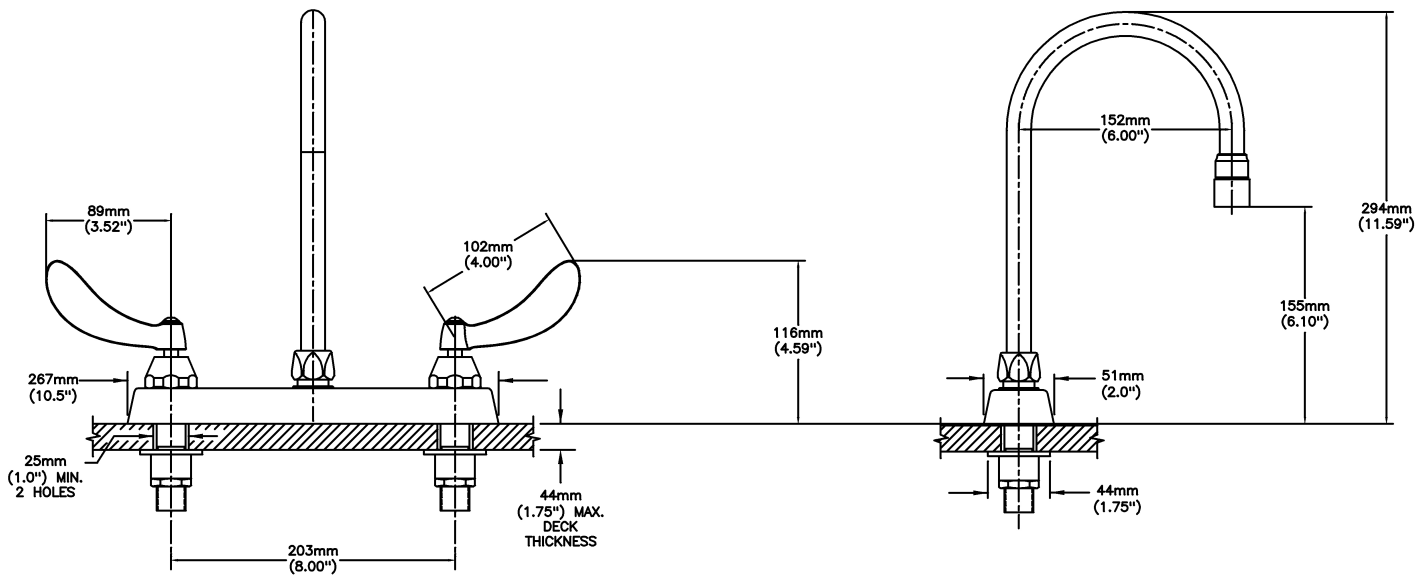 89mm
(3.52")
102mm
(4.00")
116mm
(4.59")
267mm
(10.5")
25mm
(1.0") MIN.
2 HOLES
44mm
(1.75") MAX.
DECK
THICKNESS
203mm
(8.00")
152mm
(6.00")
294mm
(11.59")
155mm
(6.10")
51mm
(2.0")
44mm
(1.75")